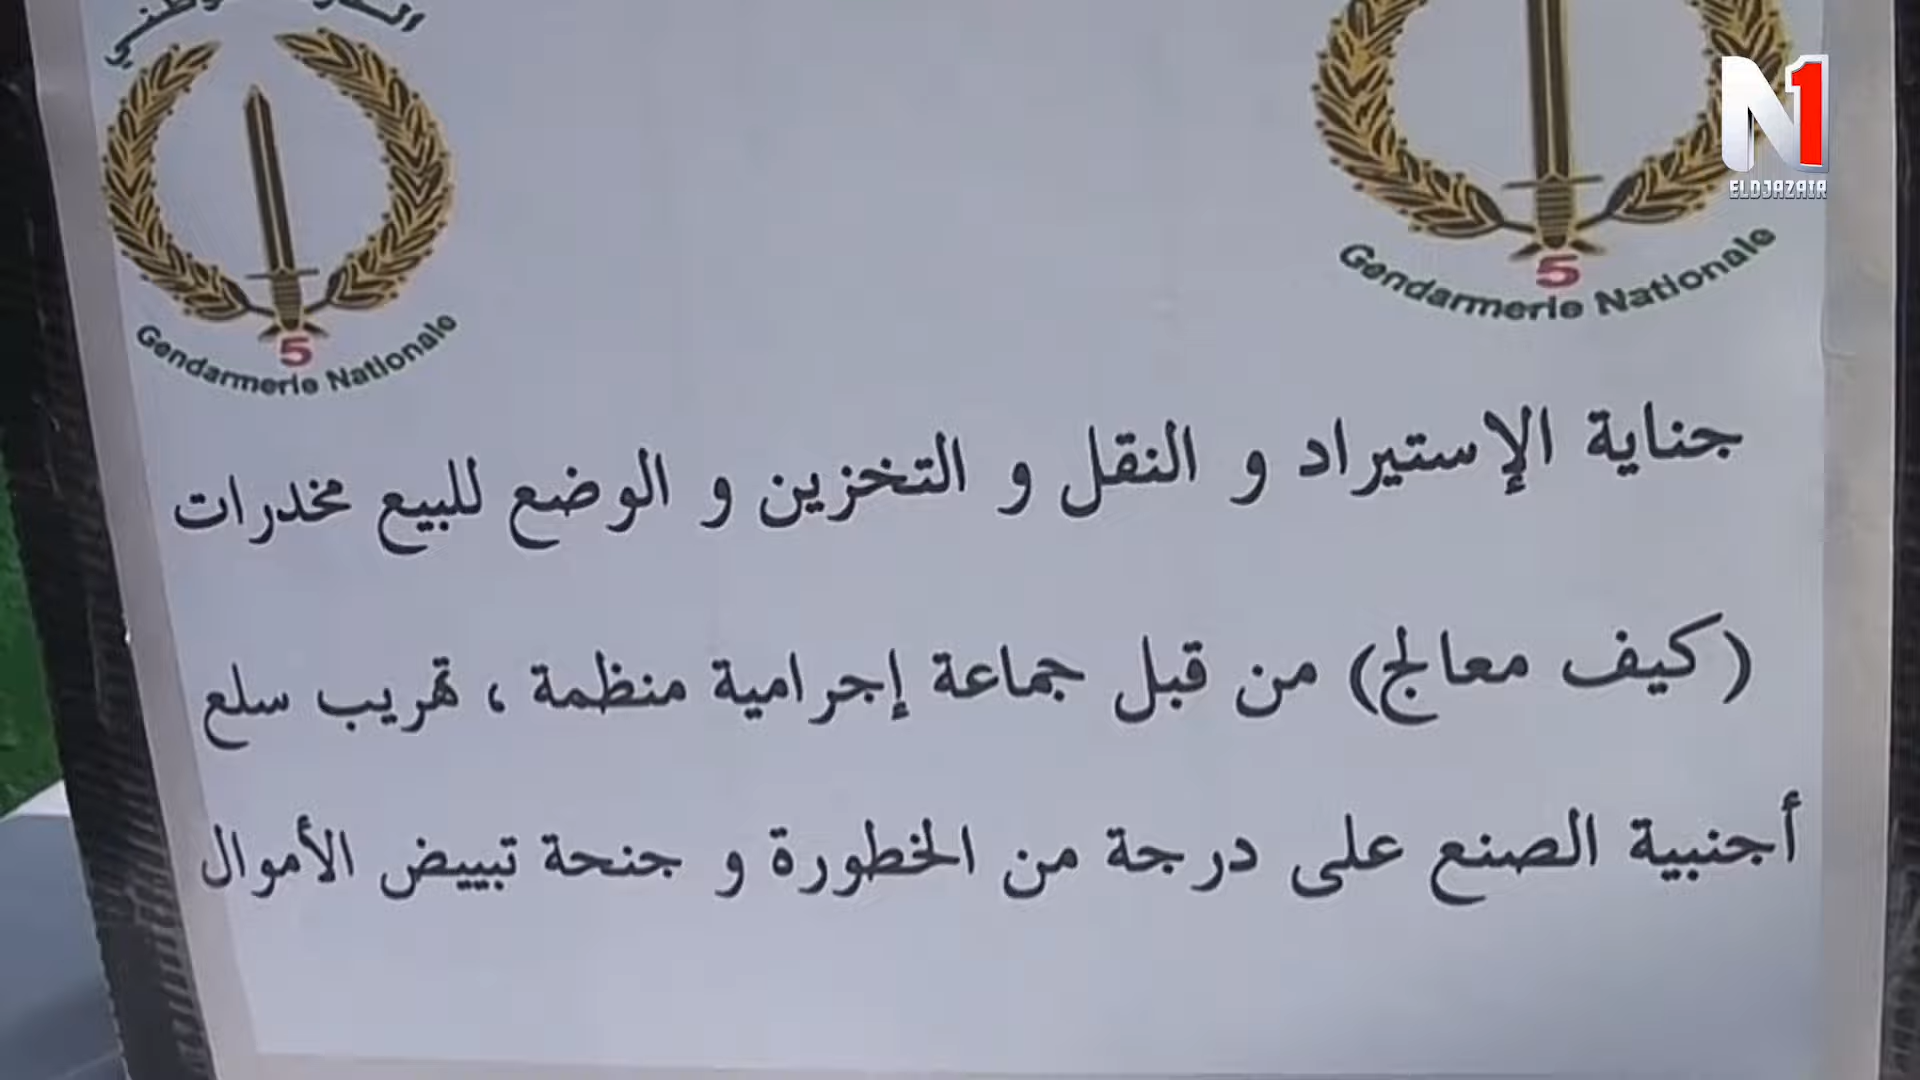 N1
ELDJAZAIR
5
Gendarmerie Nationale
5
Gendarmerie Nationale
جناية الإستيراد و النقل و التخزين و الوضع للبيع مخدرات
(كيف معالج) من قبل جماعة إجرامية منظمة ، تهريب سلع
أجنبية الصنع على درجة من الخطورة و جنحة تبييض الأموال